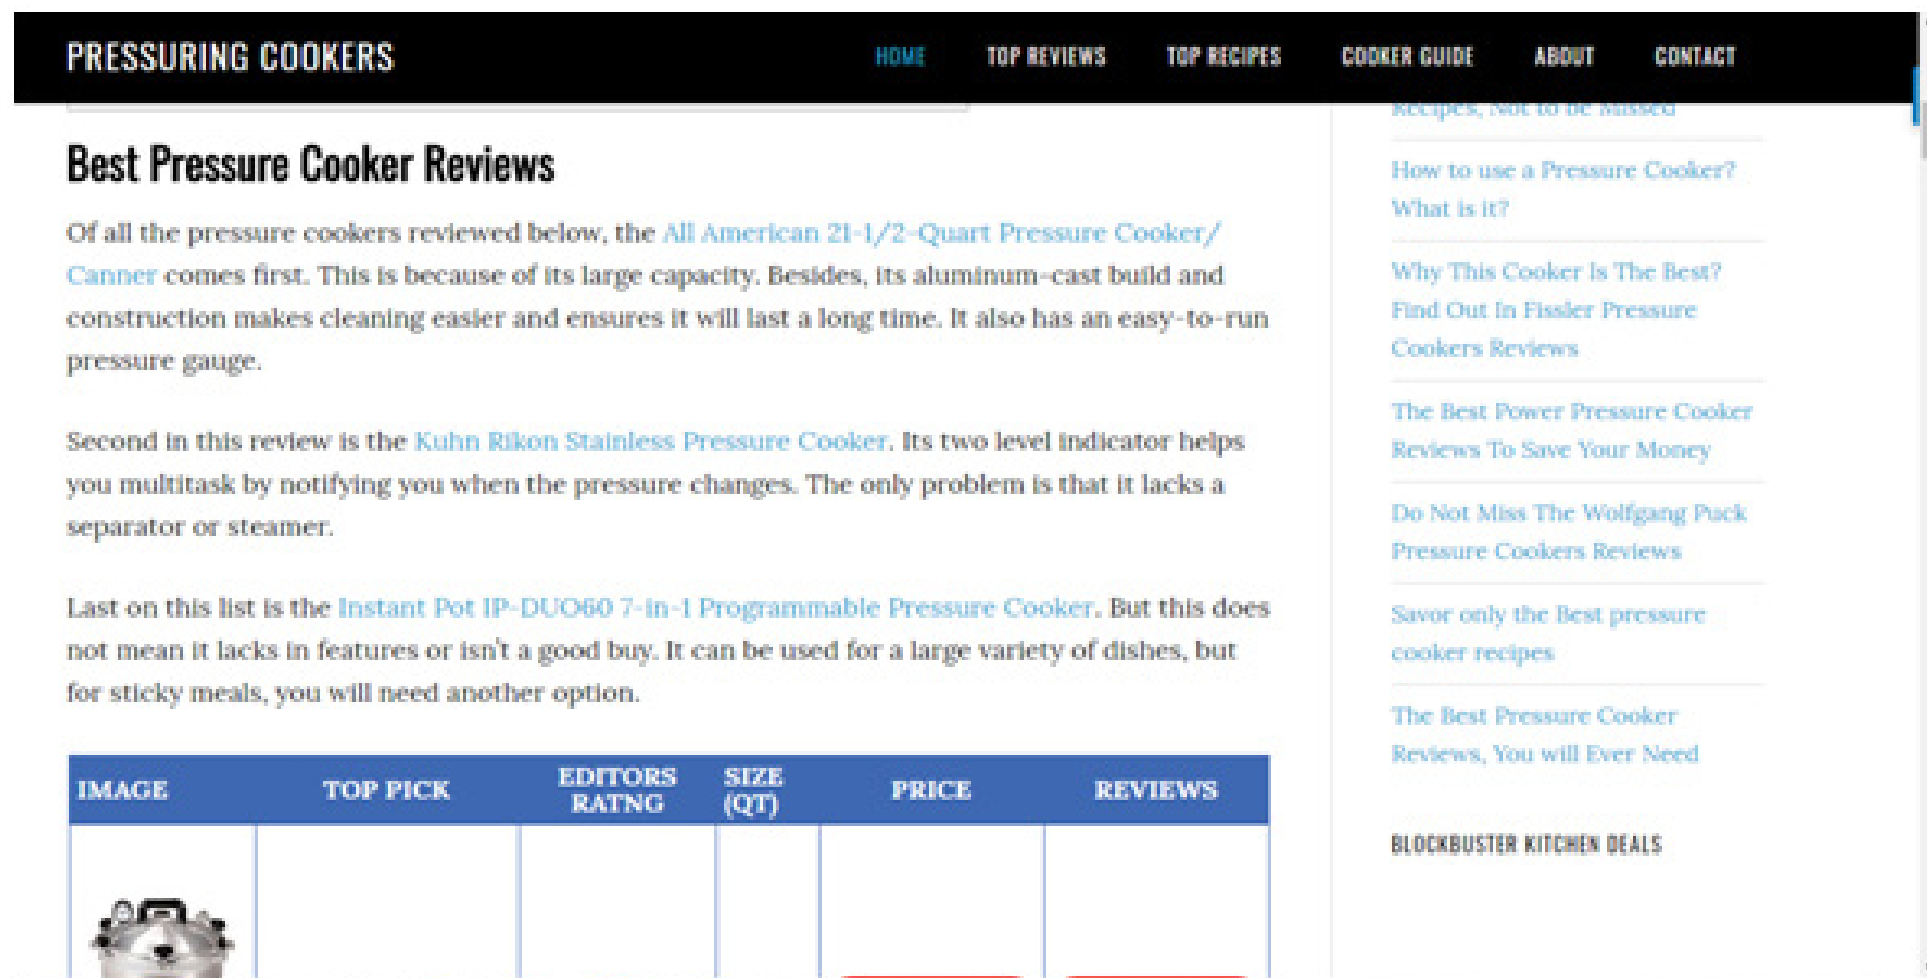 PRESSURING COOKERS
HOME TOP REVIEWS TOP RECIPES COOKER GUIDE ABOUT CONTACT
Best Pressure Cooker Reviews
Of all the pressure cookers reviewed below, the All American 21-1/2-Quart Pressure Cooker/
Canner comes first. This is because of its large capacity. Besides, its aluminum-cast build and
construction makes cleaning easier and ensures it will last a long time. It also has an easy-to-run
pressure gauge.
Second in this review is the Kuhn Rikon Stainless Pressure Cooker. Its two level indicator helps
you multitask by notifying you when the pressure changes. The only problem is that it lacks a
separator or steamer.
Last on this list is the Instant Pot IP-DUO60 7-in-1 Programmable Pressure Cooker. But this does
not mean it lacks in features or isn't a good buy. It can be used for a large variety of dishes, but
for sticky meals, you will need another option.
IMAGE TOP PICK EDITORS RATNG SIZE (QT) PRICE REVIEWS
Recipes, Not to be Missed
How to use a Pressure Cooker?
What is it?
Why This Cooker Is The Best?
Find Out In Fissler Pressure
Cookers Reviews
The Best Power Pressure Cooker
Reviews To Save Your Money
Do Not Miss The Wolfgang Puck
Pressure Cookers Reviews
Savor only the Best pressure
cooker recipes
The Best Pressure Cooker
Reviews, You will Ever Need
BLOCKBUSTER KITCHEN DEALS